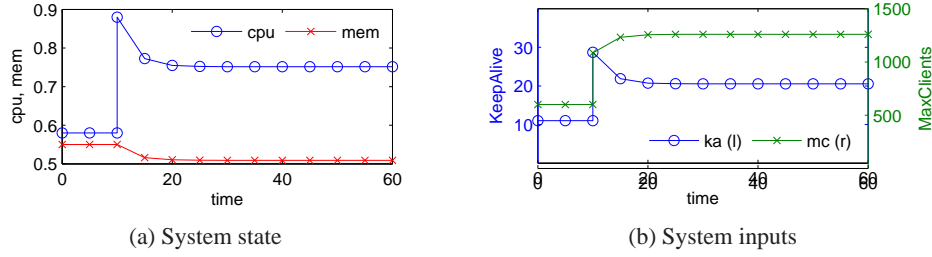 0.9
0.8
0.7
0.6
0.5
cpu, mem
cpu
mem
0
20
40
60
time
(a) System state
30
20
10
KeepAlive
1500
1000
500
MaxClients
ka (l)
mc (r)
0
20
40
60
time
(b) System inputs